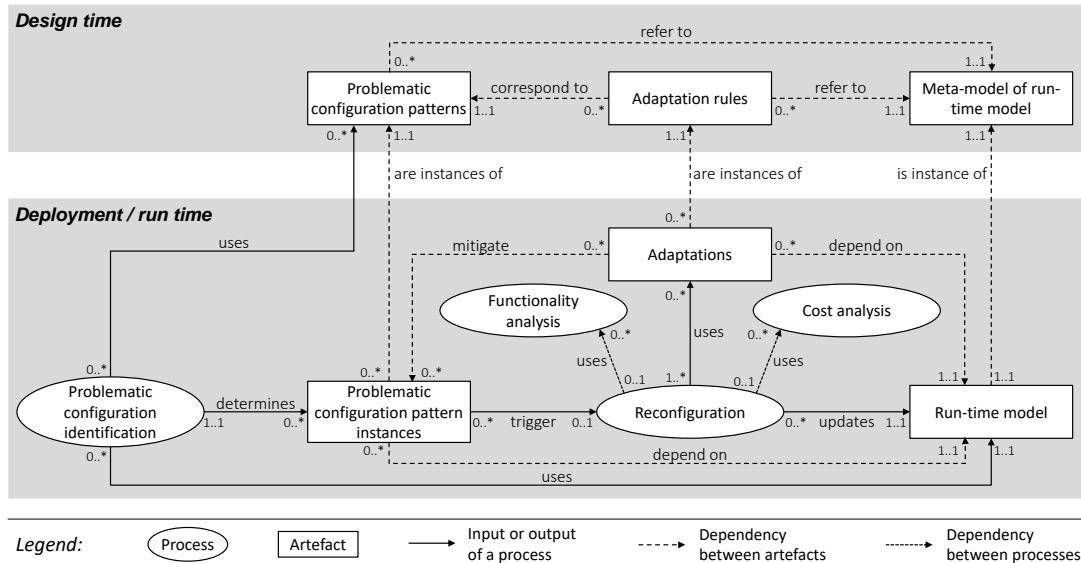 Design time
refer to
0..*
1..1
Problematic
configuration patterns
correspond to
1..1
0..*
Adaptation rules
refer to
0..*
1..1
Meta-model of run-
time model
0..*
1..1
1..1
1..1
are instances of
are instances of
is instance of
Deployment / run time
uses
mitigate
0..*
0..*
Adaptations
0..*
depend on
0..*
Functionality
analysis
Cost analysis
0..*
uses
0..*
uses
0..*
uses
0..*
0..*
0..*
0..1
1..*
0..1
1..1
1..1
Problematic
configuration
identification
determines
1..1
0..*
Problematic
configuration pattern
instances
0..*
trigger
0..1
Reconfiguration
0..*
updates
1..1
Run-time model
0..*
0..*
depend on
1..1
1..1
uses
Legend:
Process
Artefact
Input or output
of a process
Dependency
between artefacts
Dependency
between processes